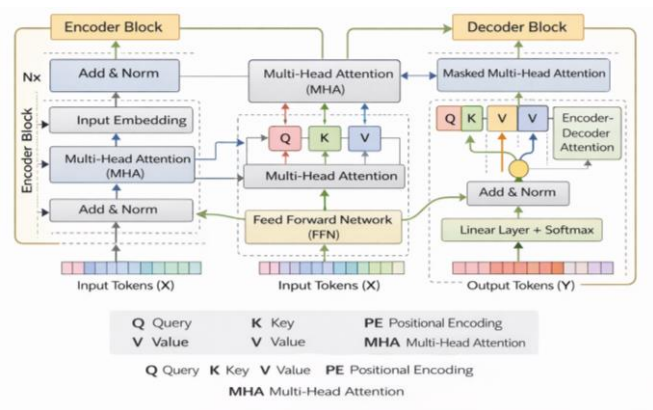 Encoder Block
Decoder Block
Nx
Add & Norm
Multi-Head Attention
(MHA)
Masked Multi-Head Attention
Encoder Block
Input Embedding
Q K V
Q K V V
Encoder-
Decoder
Attention
Multi-Head Attention
(MHA)
Multi-Head Attention
Add & Norm
Add & Norm
Feed Forward Network
(FFN)
Linear Layer + Softmax
Input Tokens (X)
Input Tokens (X)
Output Tokens (Y)
Q Query K Key PE Positional Encoding
V Value V Value MHA Multi-Head Attention
Q Query K Key V Value PE Positional Encoding
MHA Multi-Head Attention